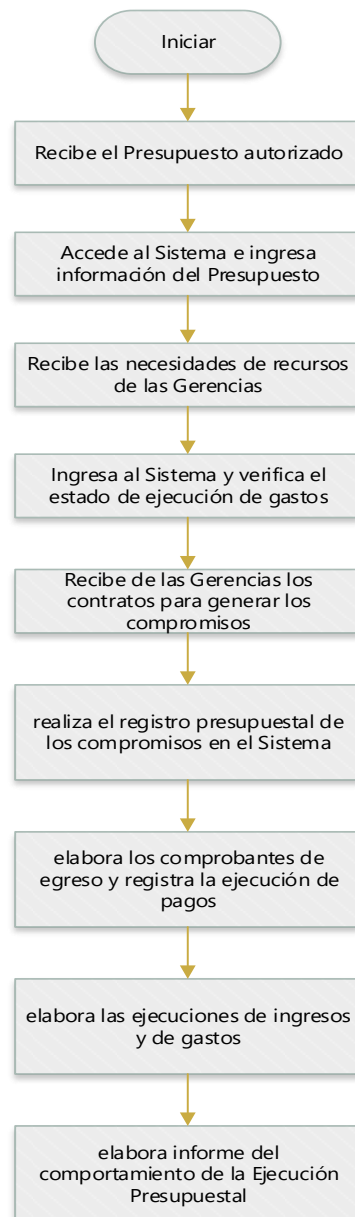 Iniciar
Recibe el Presupuesto autorizado
Accede al Sistema e ingresa
información del Presupuesto
Recibe las necesidades de recursos
de las Gerencias
Ingresa al Sistema y verifica el
estado de ejecución de gastos
Recibe de las Gerencias los
contratos para generar los
compromisos
realiza el registro presupuestal de
los compromisos en el Sistema
elabora los comprobantes de
egreso y registra la ejecución de
pagos
elabora las ejecuciones de ingresos
y de gastos
elabora informe del
comportamiento de la Ejecución
Presupuestal